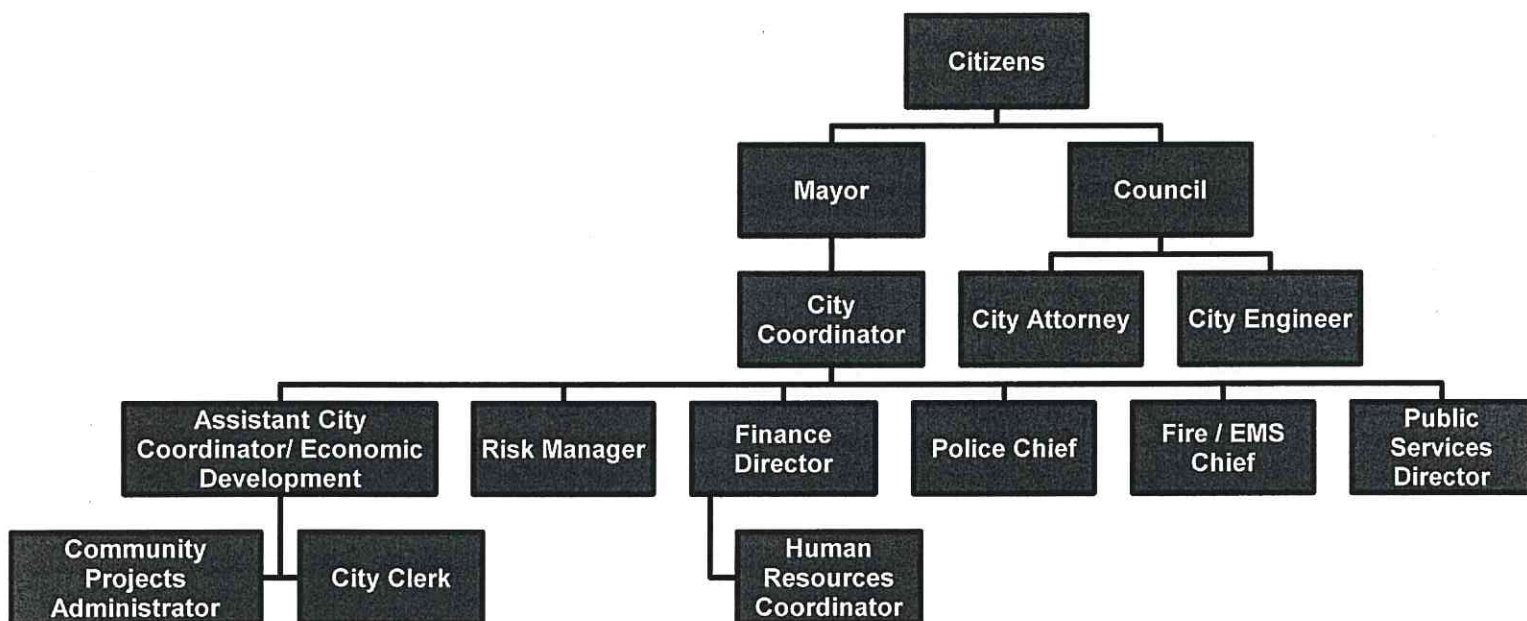 Citizens
Mayor
Council
City
Coordinator
City Attorney
City Engineer
Assistant City
Coordinator/ Economic
Development
Risk Manager
Finance
Director
Police Chief
Fire / EMS
Chief
Public
Services
Director
Community
Projects
Administrator
City Clerk
Human
Resources
Coordinator